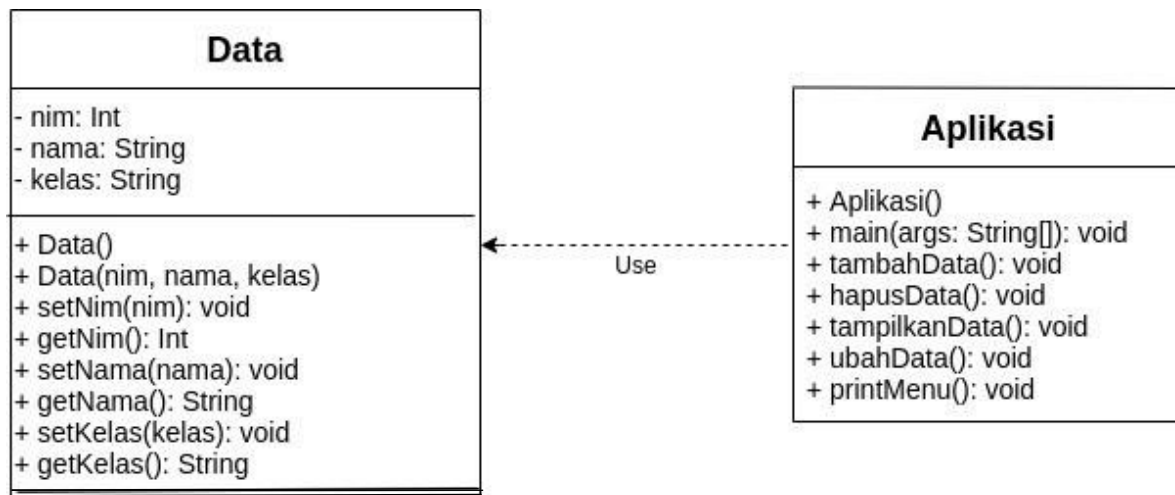 Data
- nim: Int
- nama: String
- kelas: String
+ Data()
+ Data(nim, nama, kelas)
+ setNim(nim): void
+ getNim(): Int
+ setNama(nama): void
+ getNama(): String
+ setKelas(kelas): void
+ getKelas(): String
Use
Aplikasi
+ Aplikasi()
+ main(args: String[]): void
+ tambahData(): void
+ hapusData(): void
+ tampilkanData(): void
+ ubahData(): void
+ printMenu(): void